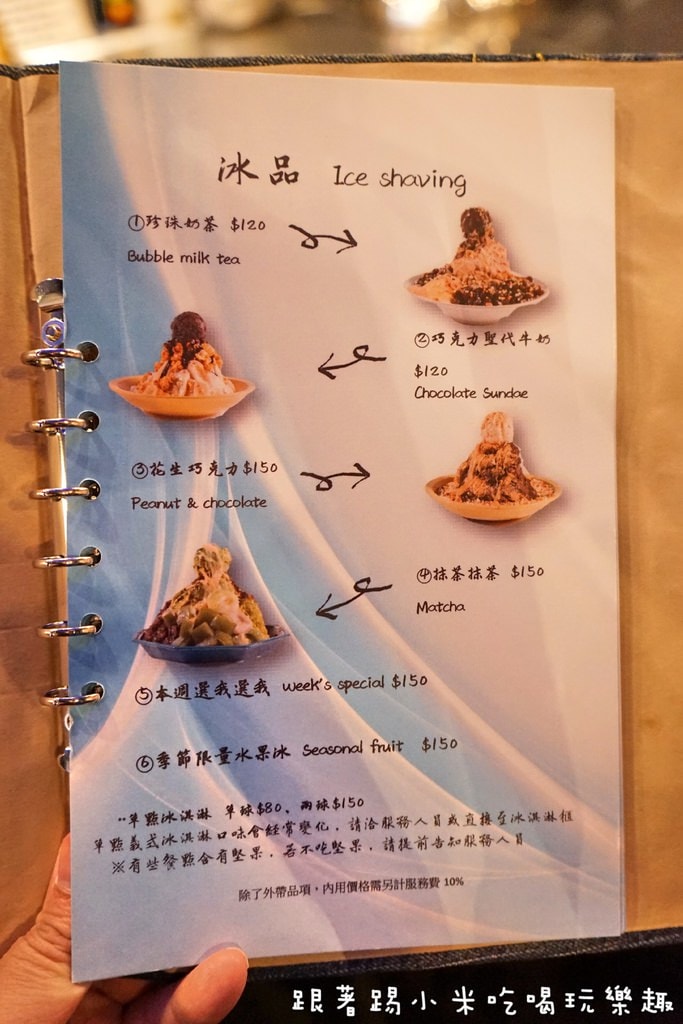 冰品 Ice shaving
①珍珠奶茶 $120
Bubble milk tea
②巧克力聖代牛奶
$120
Chocolate Sundae
③花生巧克力$150
Peanut & chocolate
④抹茶抹茶 $150
Matcha
⑤本週選我選我 week's special $150
⑥季節限量水果冰 Seasonal fruit $150
··單點冰淇淋 單球$80、兩球$150
單點義式冰淇淋口味會經常變化，請洽服務人員或直接至冰淇淋櫃
※有些餐點含有堅果，若不吃堅果，請提前告知服務人員
除了外帶品項，內用價格需另計服務費 10%
跟著踢小米吃喝玩樂趣